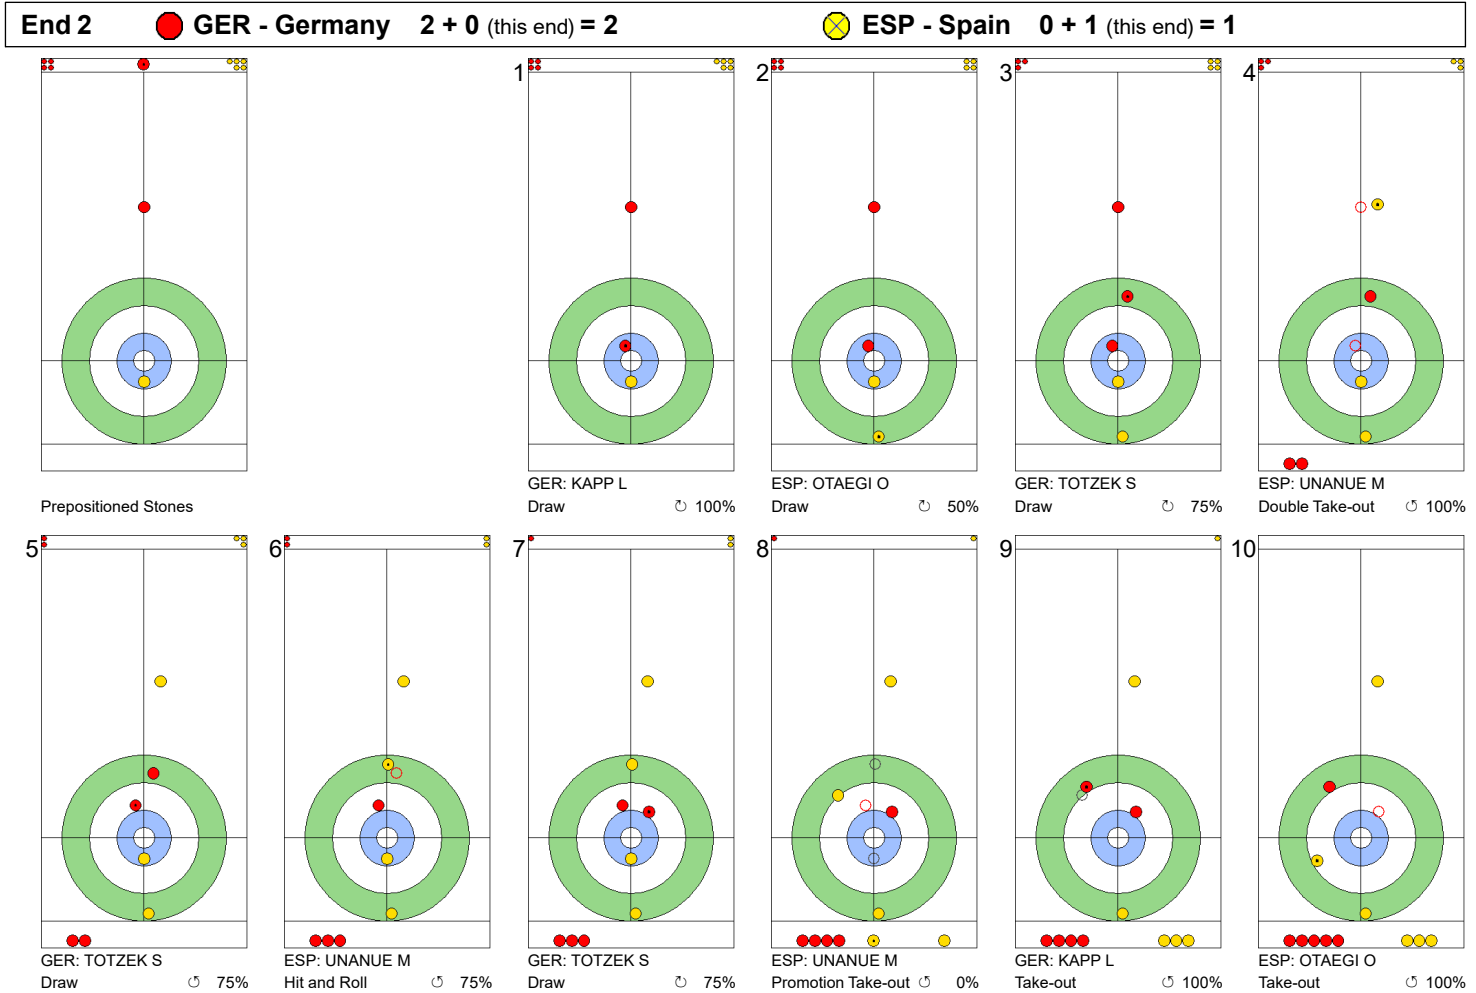 End 2 GER - Germany 2 + 0 (this end) = 2 ESP - Spain 0 + 1 (this end) = 1
1 2 3 4
GER: KAPP L ESP: OTAEGI O GER: TOTZEK S ESP: UNANUE M
Prepositioned Stones Draw 100% Draw 50% Draw 75% Double Take-out 100%
5 6 7 8 9 10
GER: TOTZEK S ESP: UNANUE M GER: TOTZEK S ESP: UNANUE M GER: KAPP L ESP: OTAEGI O
Draw 75% Hit and Roll 75% Draw 75% Promotion Take-out 0% Take-out 100% Take-out 100%